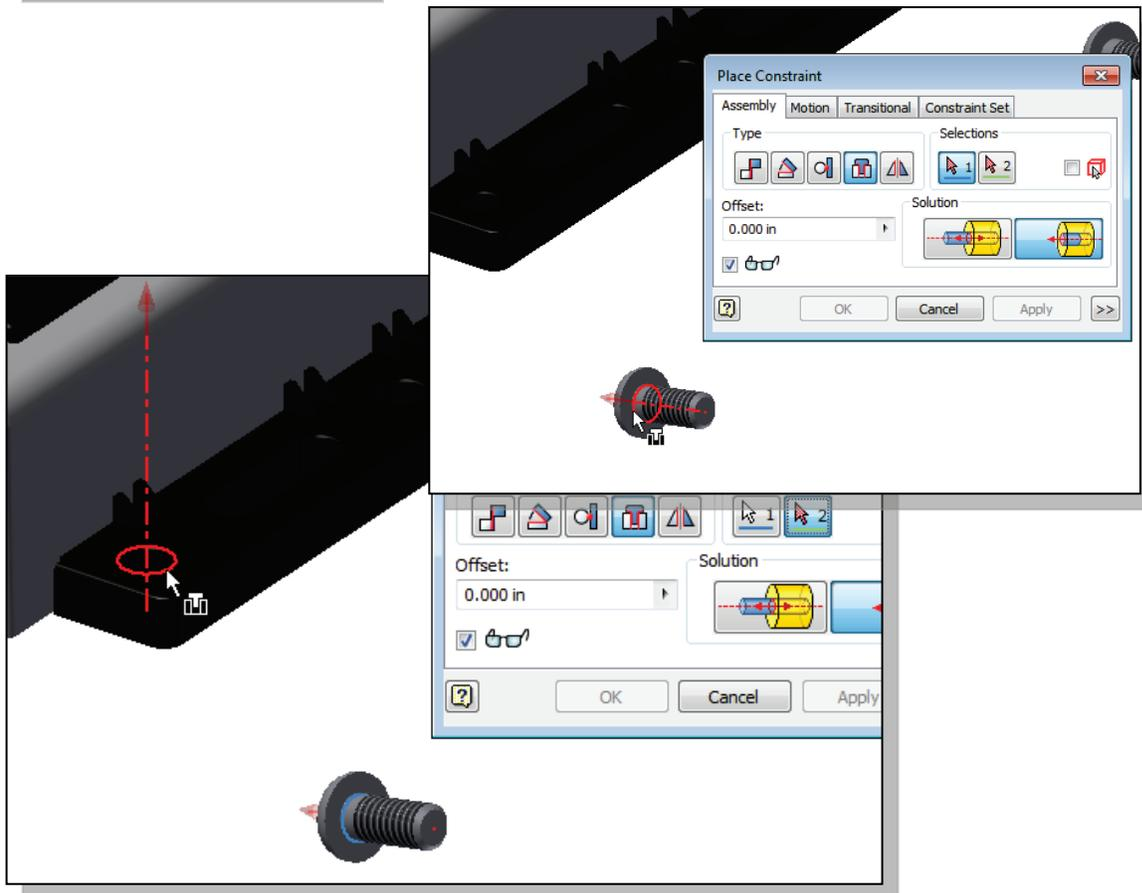 Place Constraint
Assembly Motion Transitional Constraint Set
Type
Selections
1 2
Offset:
0.000 in
Solution
OK Cancel Apply >>
1 2
Offset:
0.000 in
Solution
OK Cancel Apply